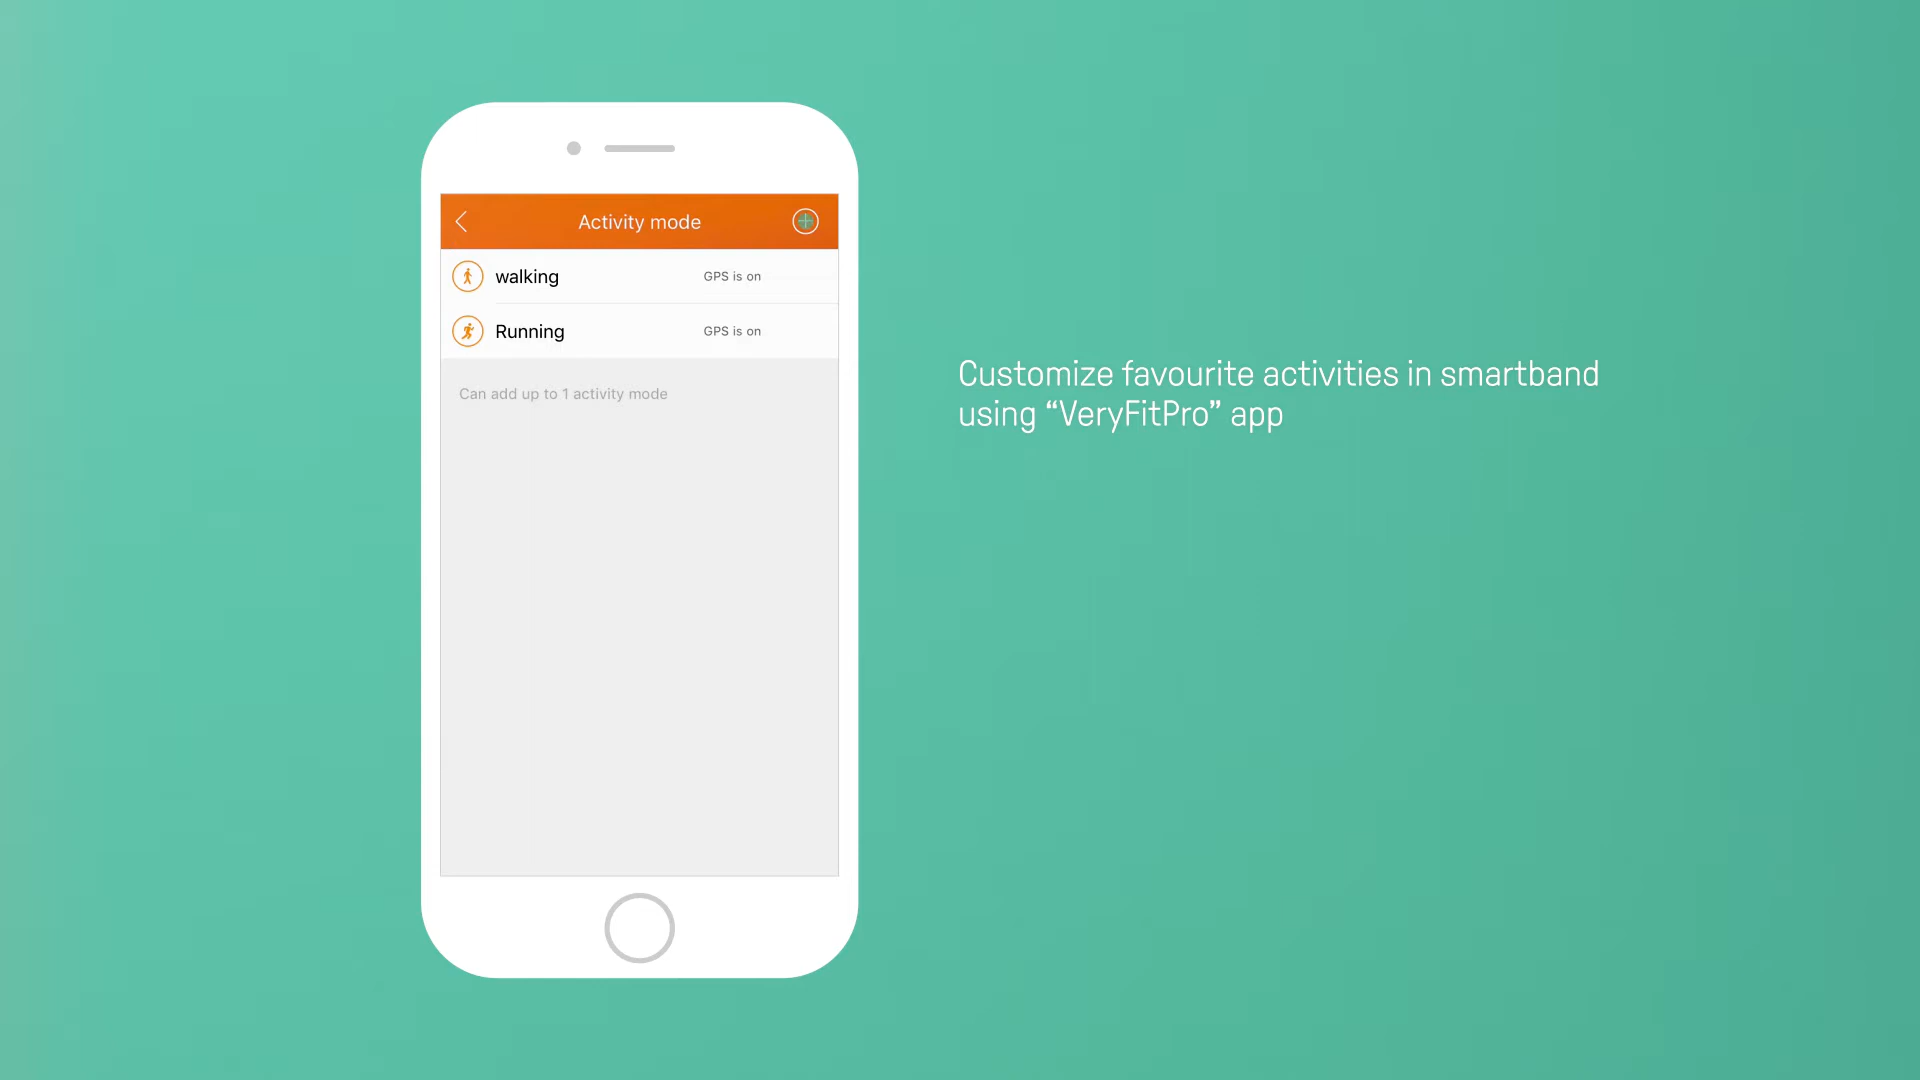 Activity mode
walking GPS is on
Running GPS is on
Can add up to 1 activity mode
Customize favourite activities in smartband
using “VeryFitPro” app